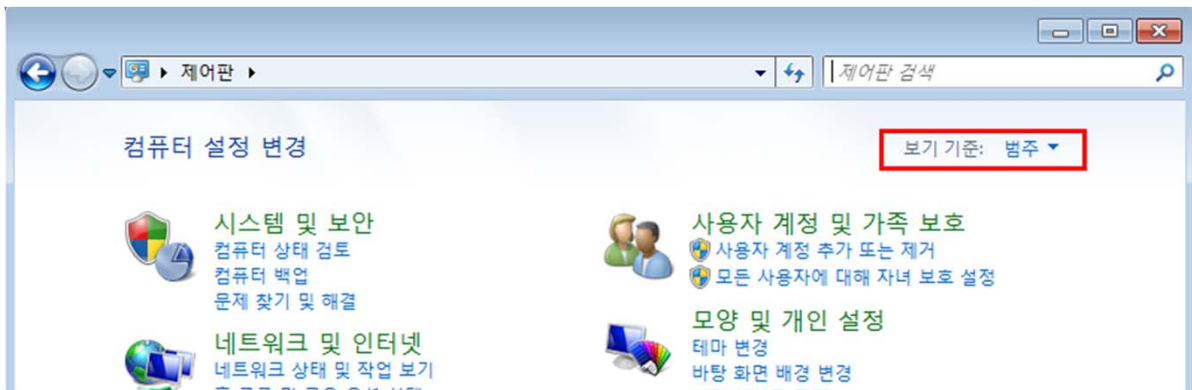 제어판
제어판 검색
컴퓨터 설정 변경
보기 기준: 범주
시스템 및 보안
컴퓨터 상태 검토
컴퓨터 백업
문제 찾기 및 해결
네트워크 및 인터넷
네트워크 상태 및 작업 보기
사용자 계정 및 가족 보호
사용자 계정 추가 또는 제거
모든 사용자에 대해 자녀 보호 설정
모양 및 개인 설정
테마 변경
바탕 화면 배경 변경